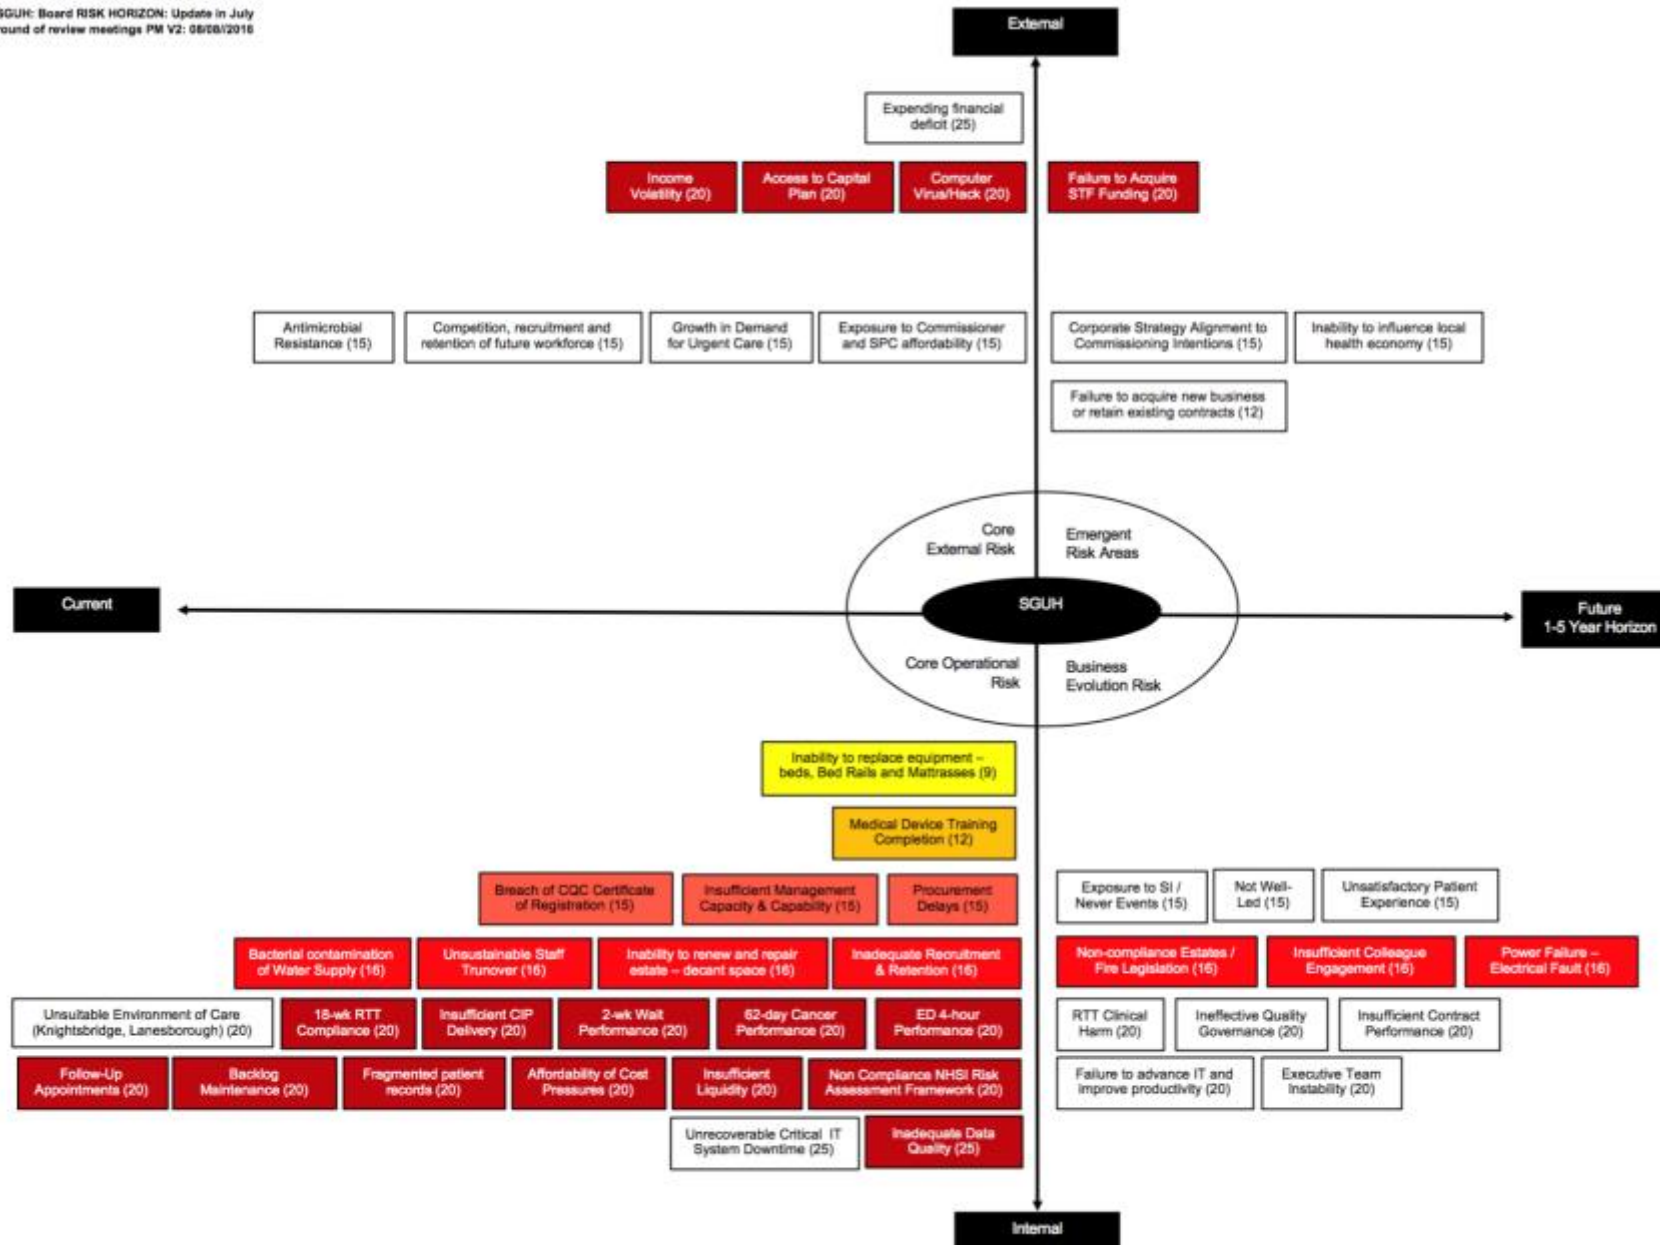 SGUH: Board RISK HORIZON: Update in July
round of review meetings PM V2: 08/08//2016
External
Expending financial
deficit (25)
Income
Volatility (20)
Access to Capital
Plan (20)
Computer
Virus/Hack (20)
Failure to Acquire
STF Funding (20)
Antimicrobial
Resistance (15)
Competition, recruitment and
retention of future workforce (15)
Growth in Demand
for Urgent Care (15)
Exposure to Commissioner
and SPC affordability (15)
Corporate Strategy Alignment to
Commissioning Intentions (15)
Inability to influence local
health economy (15)
Failure to acquire new business
or retain existing contracts (12)
Core
External Risk
Emergent
Risk Areas
Current
SGUH
Future
1-5 Year Horizon
Core Operational
Risk
Business
Evolution Risk
Inability to replace equipment –
beds, Bed Rails and Mattrasses (9)
Medical Device Training
Completion (12)
Breach of CQC Certificate
of Registration (15)
Insufficient Management
Capacity & Capability (15)
Procurement
Delays (15)
Exposure to SI /
Never Events (15)
Not Well-
Led (15)
Unsatisfactory Patient
Experience (15)
Bacterial contamination
of Water Supply (16)
Unsustainable Staff
Trunover (16)
Inability to renew and repair
estate – decant space (16)
Inadequate Recruitment
& Retention (16)
Non-compliance Estates /
Fire Legislation (16)
Insufficient Colleague
Engagement (16)
Power Failure –
Electrical Fault (16)
Unsuitable Environment of Care
(Knightsbridge, Lanesborough) (20)
18-wk RTT
Compliance (20)
Insufficient CIP
Delivery (20)
2-wk Wait
Performance (20)
62-day Cancer
Performance (20)
ED 4-hour
Performance (20)
RTT Clinical
Harm (20)
Ineffective Quality
Governance (20)
Insufficient Contract
Performance (20)
Follow-Up
Appointments (20)
Backlog
Maintenance (20)
Fragmented patient
records (20)
Affordability of Cost
Pressures (20)
Insufficient
Liquidity (20)
Non Compliance NHSI Risk
Assessment Framework (20)
Failure to advance IT and
improve productivity (20)
Executive Team
Instability (20)
Unrecoverable Critical IT
System Downtime (25)
Inadequate Data
Quality (25)
Internal